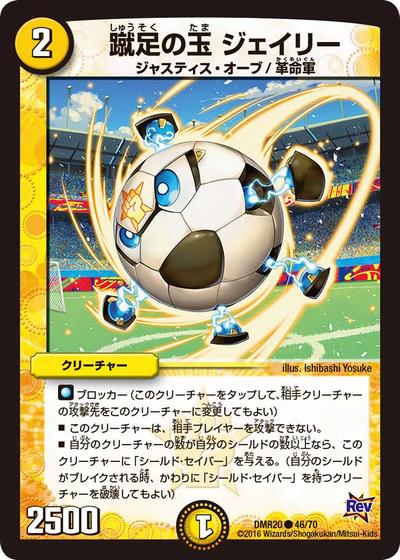 2
しゅうそく たま
蹴足の玉 ジェイリー
かくめいぐん
ジャスティス・オーブ / 革命軍
クリーチャー
illus. Ishibashi Yosuke
ブロッカー (このクリーチャーをタップして、相手クリーチャー
の攻撃先をこのクリーチャーに変更してもよい)
■ このクリーチャーは、相手プレイヤーを攻撃できない。
■ 自分のクリーチャーの数が自分のシールドの数以上なら、この
クリーチャーに「シールド・セイバー」を与える。(自分のシールド
がブレイクされる時、かわりに「シールド・セイバー」を持つクリ
ーチャーを破壊してもよい)
2500
1
Rev
DMR20 ● 46/70
©2016 Wizards/Shogakukan/Mitsui-Kids